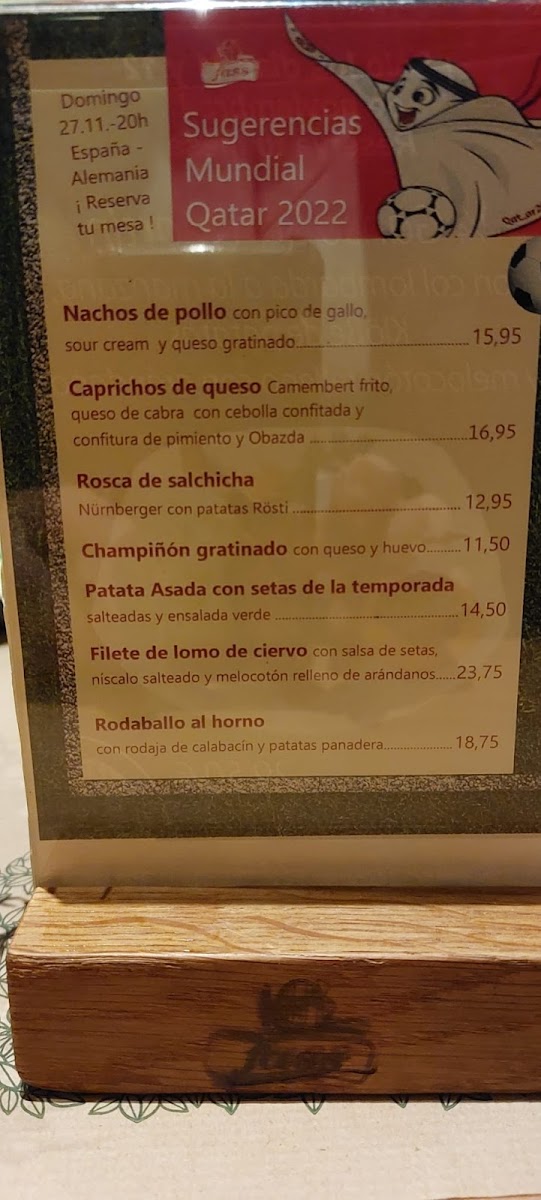 Domingo
27.11.-20h
España -
Alemania
¡ Reserva
tu mesa !
Sugerencias
Mundial
Qatar 2022
Nachos de pollo con pico de gallo,
sour cream y queso gratinado..................................15,95
Caprichos de queso Camembert frito,
queso de cabra con cebolla confitada y
confitura de pimiento y Obazda ...............................16,95
Rosca de salchicha
Nürnberger con patatas Rösti .................................. 12,95
Champiñón gratinado con queso y huevo.........11,50
Patata Asada con setas de la temporada
salteadas y ensalada verde .....................................14,50
Filete de lomo de ciervo con salsa de setas,
níscalo salteado y melocotón relleno de arándanos......23,75
Rodaballo al horno
con rodaja de calabacín y patatas panadera.................... 18,75